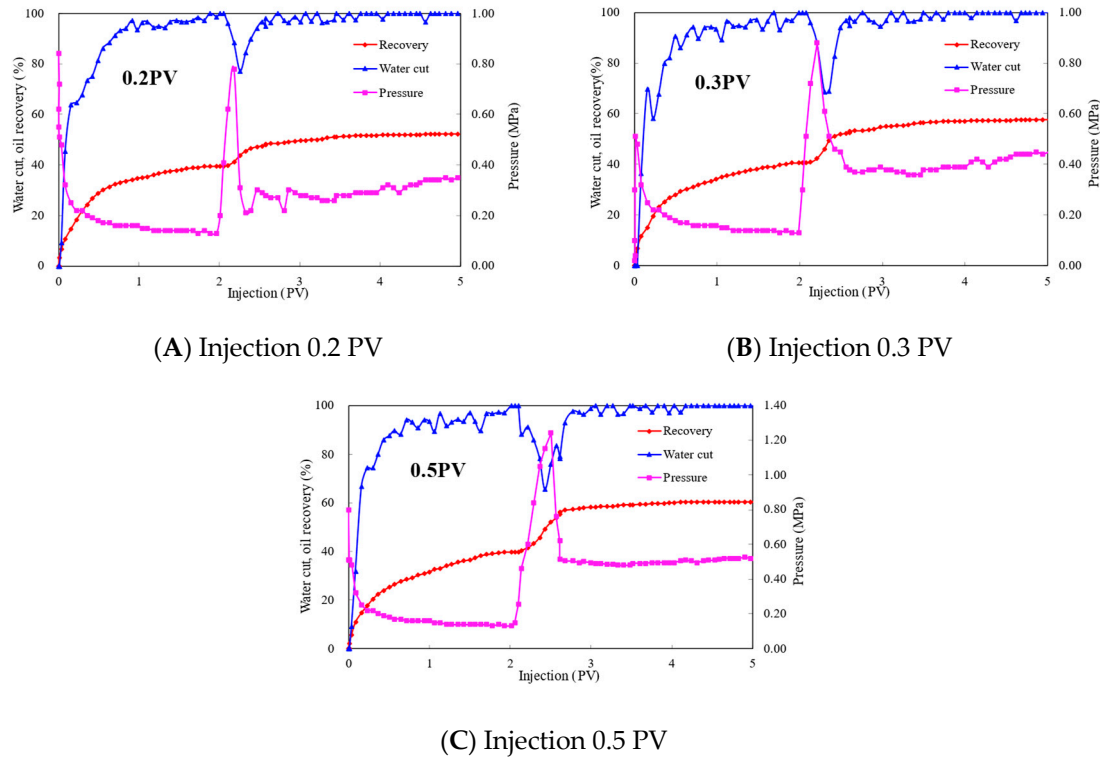 100
80
60
40
20
0
Water cut, oil recovery (%)
1.00
0.80
0.60
0.40
0.20
0.00
Pressure (MPa)
0.2PV
Recovery
Water cut
Pressure
0 1 2 3 4 5
Injection (PV)
(A) Injection 0.2 PV
100
80
60
40
20
0
Water cut, oil recovery(%)
1.00
0.80
0.60
0.40
0.20
0.00
Pressure (MPa)
0.3PV
Recovery
Water cut
Pressure
0 1 2 3 4 5
Injection (PV)
(B) Injection 0.3 PV
100
80
60
40
20
0
Water cut, oil recovery (%)
1.40
1.20
1.00
0.80
0.60
0.40
0.20
0.00
Pressure (MPa)
0.5PV
Recovery
Water cut
Pressure
0 1 2 3 4 5
Injection (PV)
(C) Injection 0.5 PV